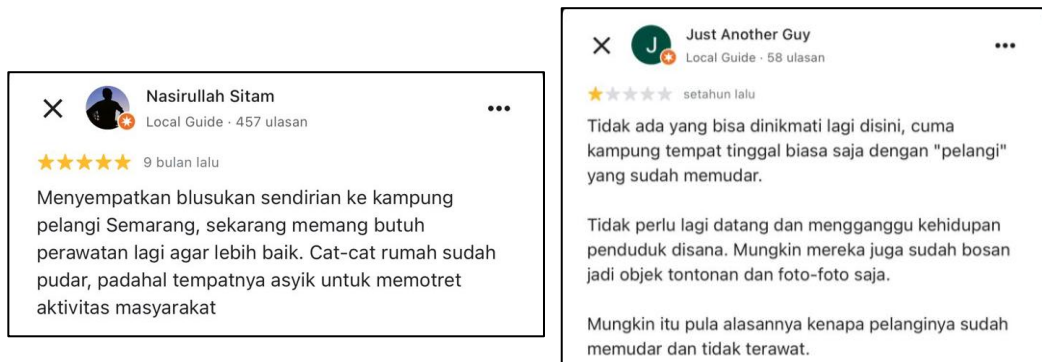 Nasirullah Sitam
Local Guide · 457 ulasan
9 bulan lalu
Menyempatkan blusukan sendirian ke kampung
pelangi Semarang, sekarang memang butuh
perawatan lagi agar lebih baik. Cat-cat rumah sudah
pudar, padahal tempatnya asyik untuk memotret
aktivitas masyarakat
J
Just Another Guy
Local Guide · 58 ulasan
setahun lalu
Tidak ada yang bisa dinikmati lagi disini, cuma
kampung tempat tinggal biasa saja dengan "pelangi"
yang sudah memudar.
Tidak perlu lagi datang dan mengganggu kehidupan
penduduk disana. Mungkin mereka juga sudah bosan
jadi objek tontonan dan foto-foto saja.
Mungkin itu pula alasannya kenapa pelanginya sudah
memudar dan tidak terawat.